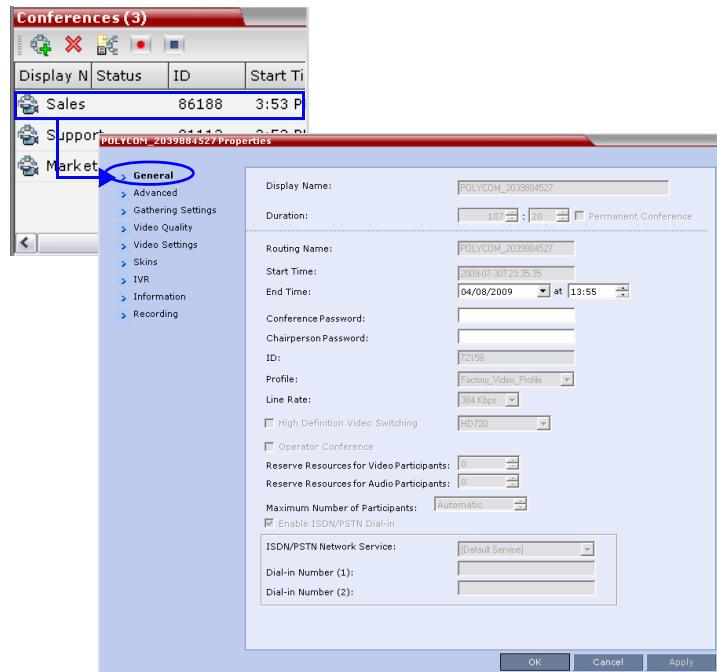 Conferences (3)
Display N Status ID Start Ti
Sales 86188 3:53 P
Support
Market
POLYCOM_2039884527 Properties
General
Advanced
Gathering Settings
Video Quality
Video Settings
Skins
IVR
Information
Recording
Display Name: POLYCOM_2039884527
Duration: 107 : 20 Permanent Conference
Routing Name: POLYCOM_2039884527
Start Time: 2009-07-30T23:35:35
End Time: 04/08/2009 at 13:55
Conference Password:
Chairperson Password:
ID: 72158
Profile: Factory_Video_Profile
Line Rate: 384 Kbps
High Definition Video Switching HD720
Operator Conference
Reserve Resources for Video Participants: 0
Reserve Resources for Audio Participants: 0
Maximum Number of Participants: Automatic
Enable ISDN/PSTN Dial-in
ISDN/PSTN Network Service: [Default Service]
Dial-in Number (1):
Dial-in Number (2):
OK Cancel Apply